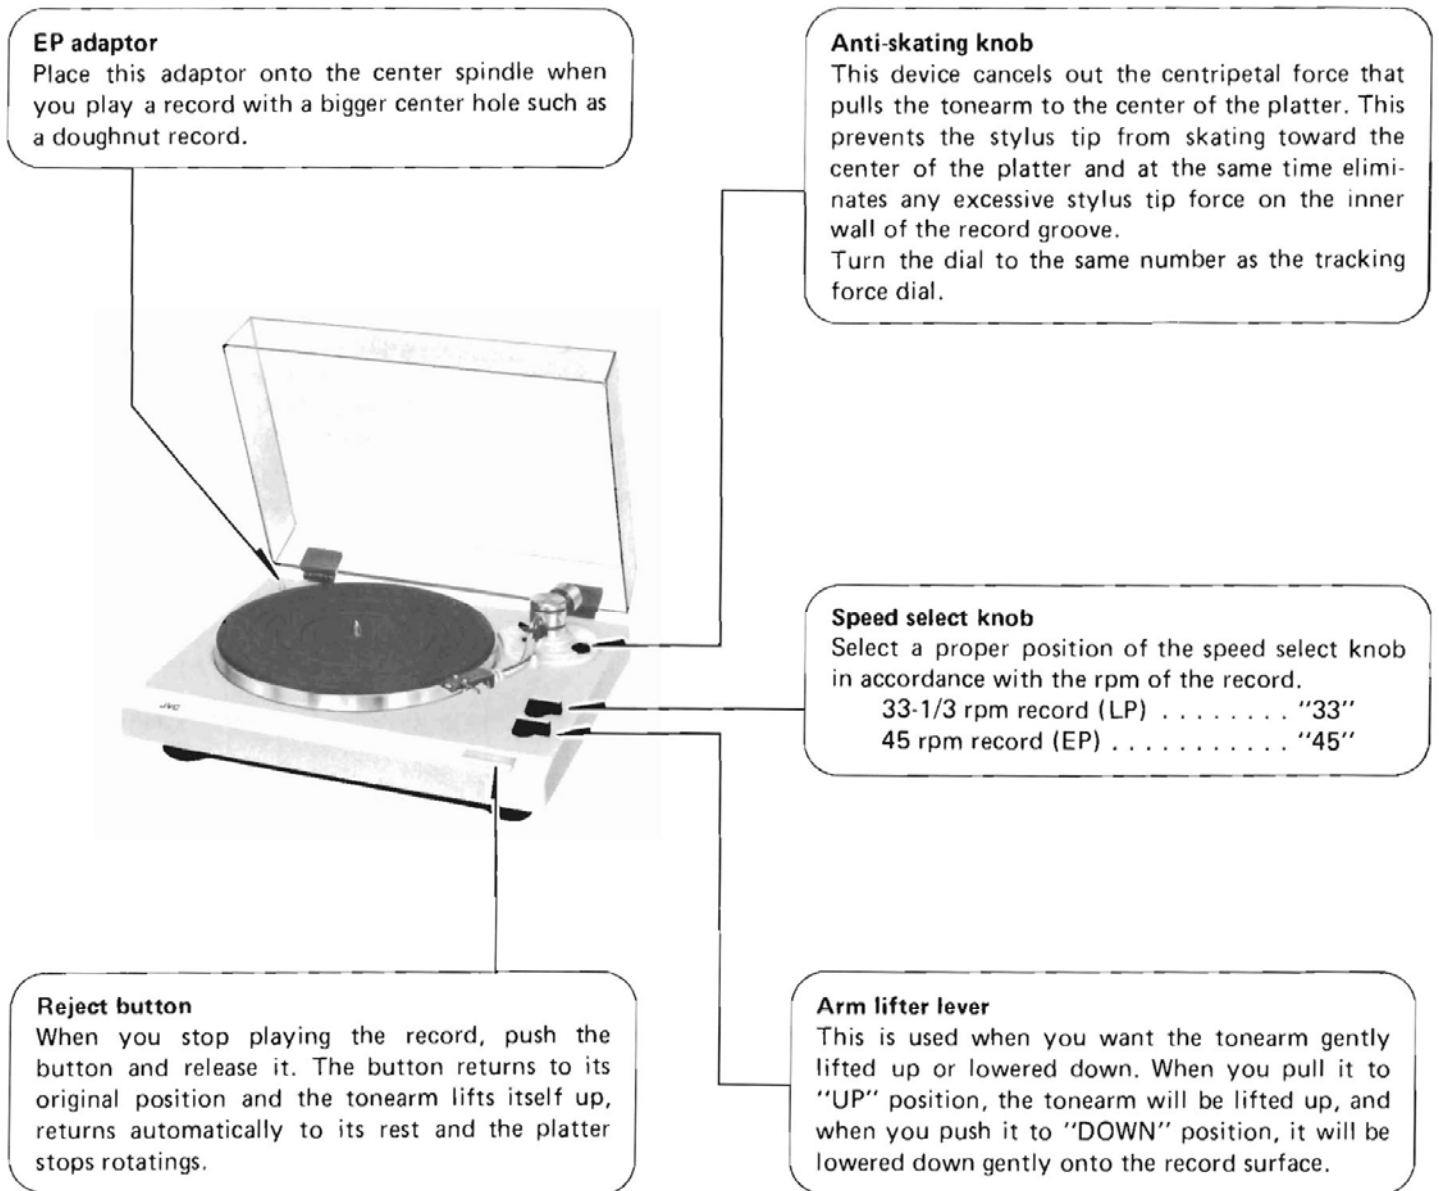 EP adaptor
Place this adaptor onto the center spindle when
you play a record with a bigger center hole such as
a doughnut record.
Anti-skating knob
This device cancels out the centripetal force that
pulls the tonearm to the center of the platter. This
prevents the stylus tip from skating toward the
center of the platter and at the same time elimi-
nates any excessive stylus tip force on the inner
wall of the record groove.
Turn the dial to the same number as the tracking
force dial.
JVC
Speed select knob
Select a proper position of the speed select knob
in accordance with the rpm of the record.
33-1/3 rpm record (LP) . . . . . . . . "33"
45 rpm record (EP) . . . . . . . . . . . "45"
Reject button
When you stop playing the record, push the
button and release it. The button returns to its
original position and the tonearm lifts itself up,
returns automatically to its rest and the platter
stops rotatings.
Arm lifter lever
This is used when you want the tonearm gently
lifted up or lowered down. When you pull it to
"UP" position, the tonearm will be lifted up, and
when you push it to "DOWN" position, it will be
lowered down gently onto the record surface.